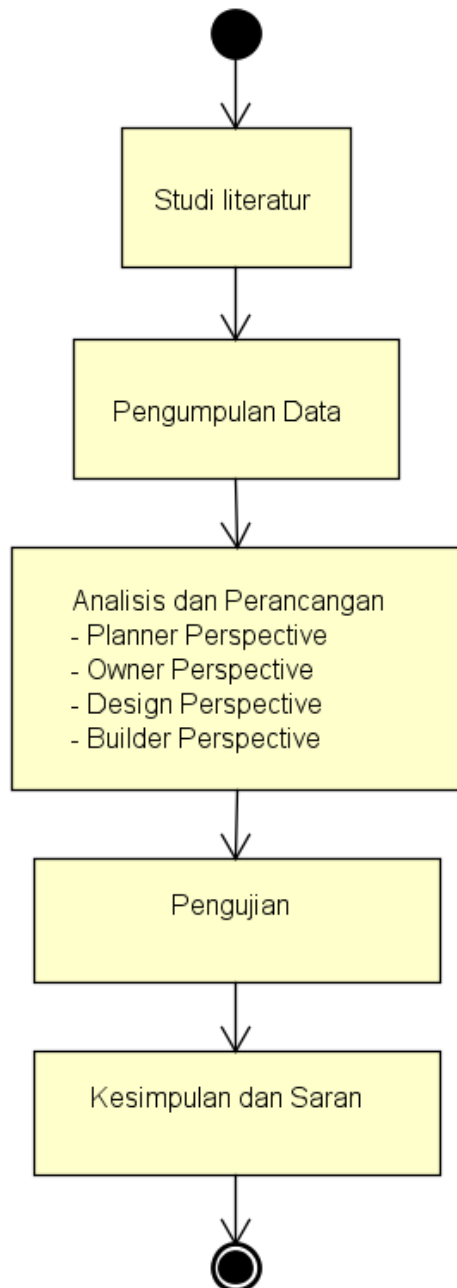 Studi literatur
Pengumpulan Data
Analisis dan Perancangan
- Planner Perspective
- Owner Perspective
- Design Perspective
- Builder Perspective
Pengujian
Kesimpulan dan Saran